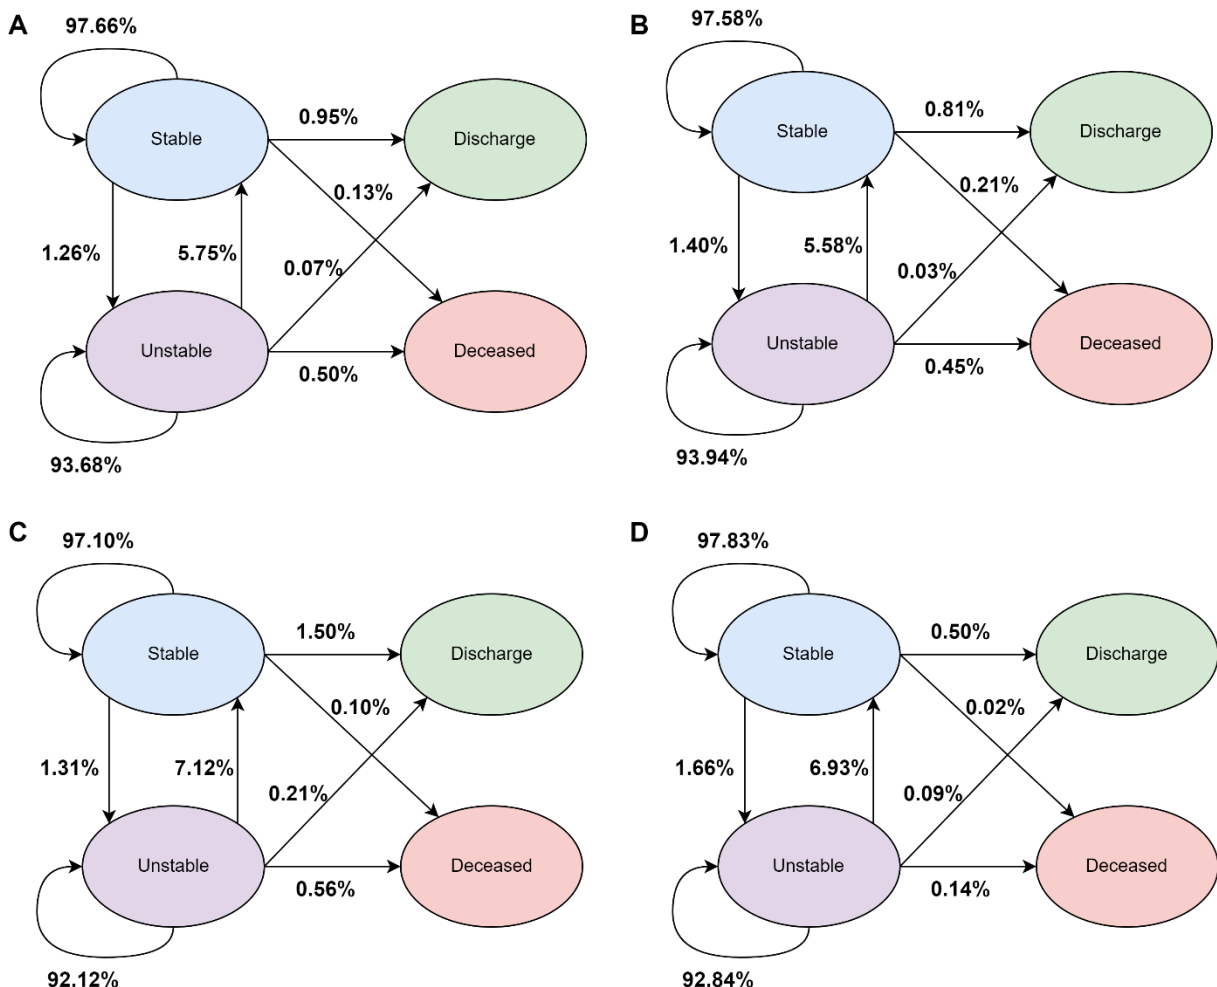 A
97.66%
Stable
0.95%
Discharge
0.13%
1.26%
5.75%
0.07%
Unstable
0.50%
Deceased
93.68%
B
97.58%
Stable
0.81%
Discharge
0.21%
1.40%
5.58%
0.03%
Unstable
0.45%
Deceased
93.94%
C
97.10%
Stable
1.50%
Discharge
0.10%
1.31%
7.12%
0.21%
Unstable
0.56%
Deceased
92.12%
D
97.83%
Stable
0.50%
Discharge
0.02%
1.66%
6.93%
0.09%
Unstable
0.14%
Deceased
92.84%